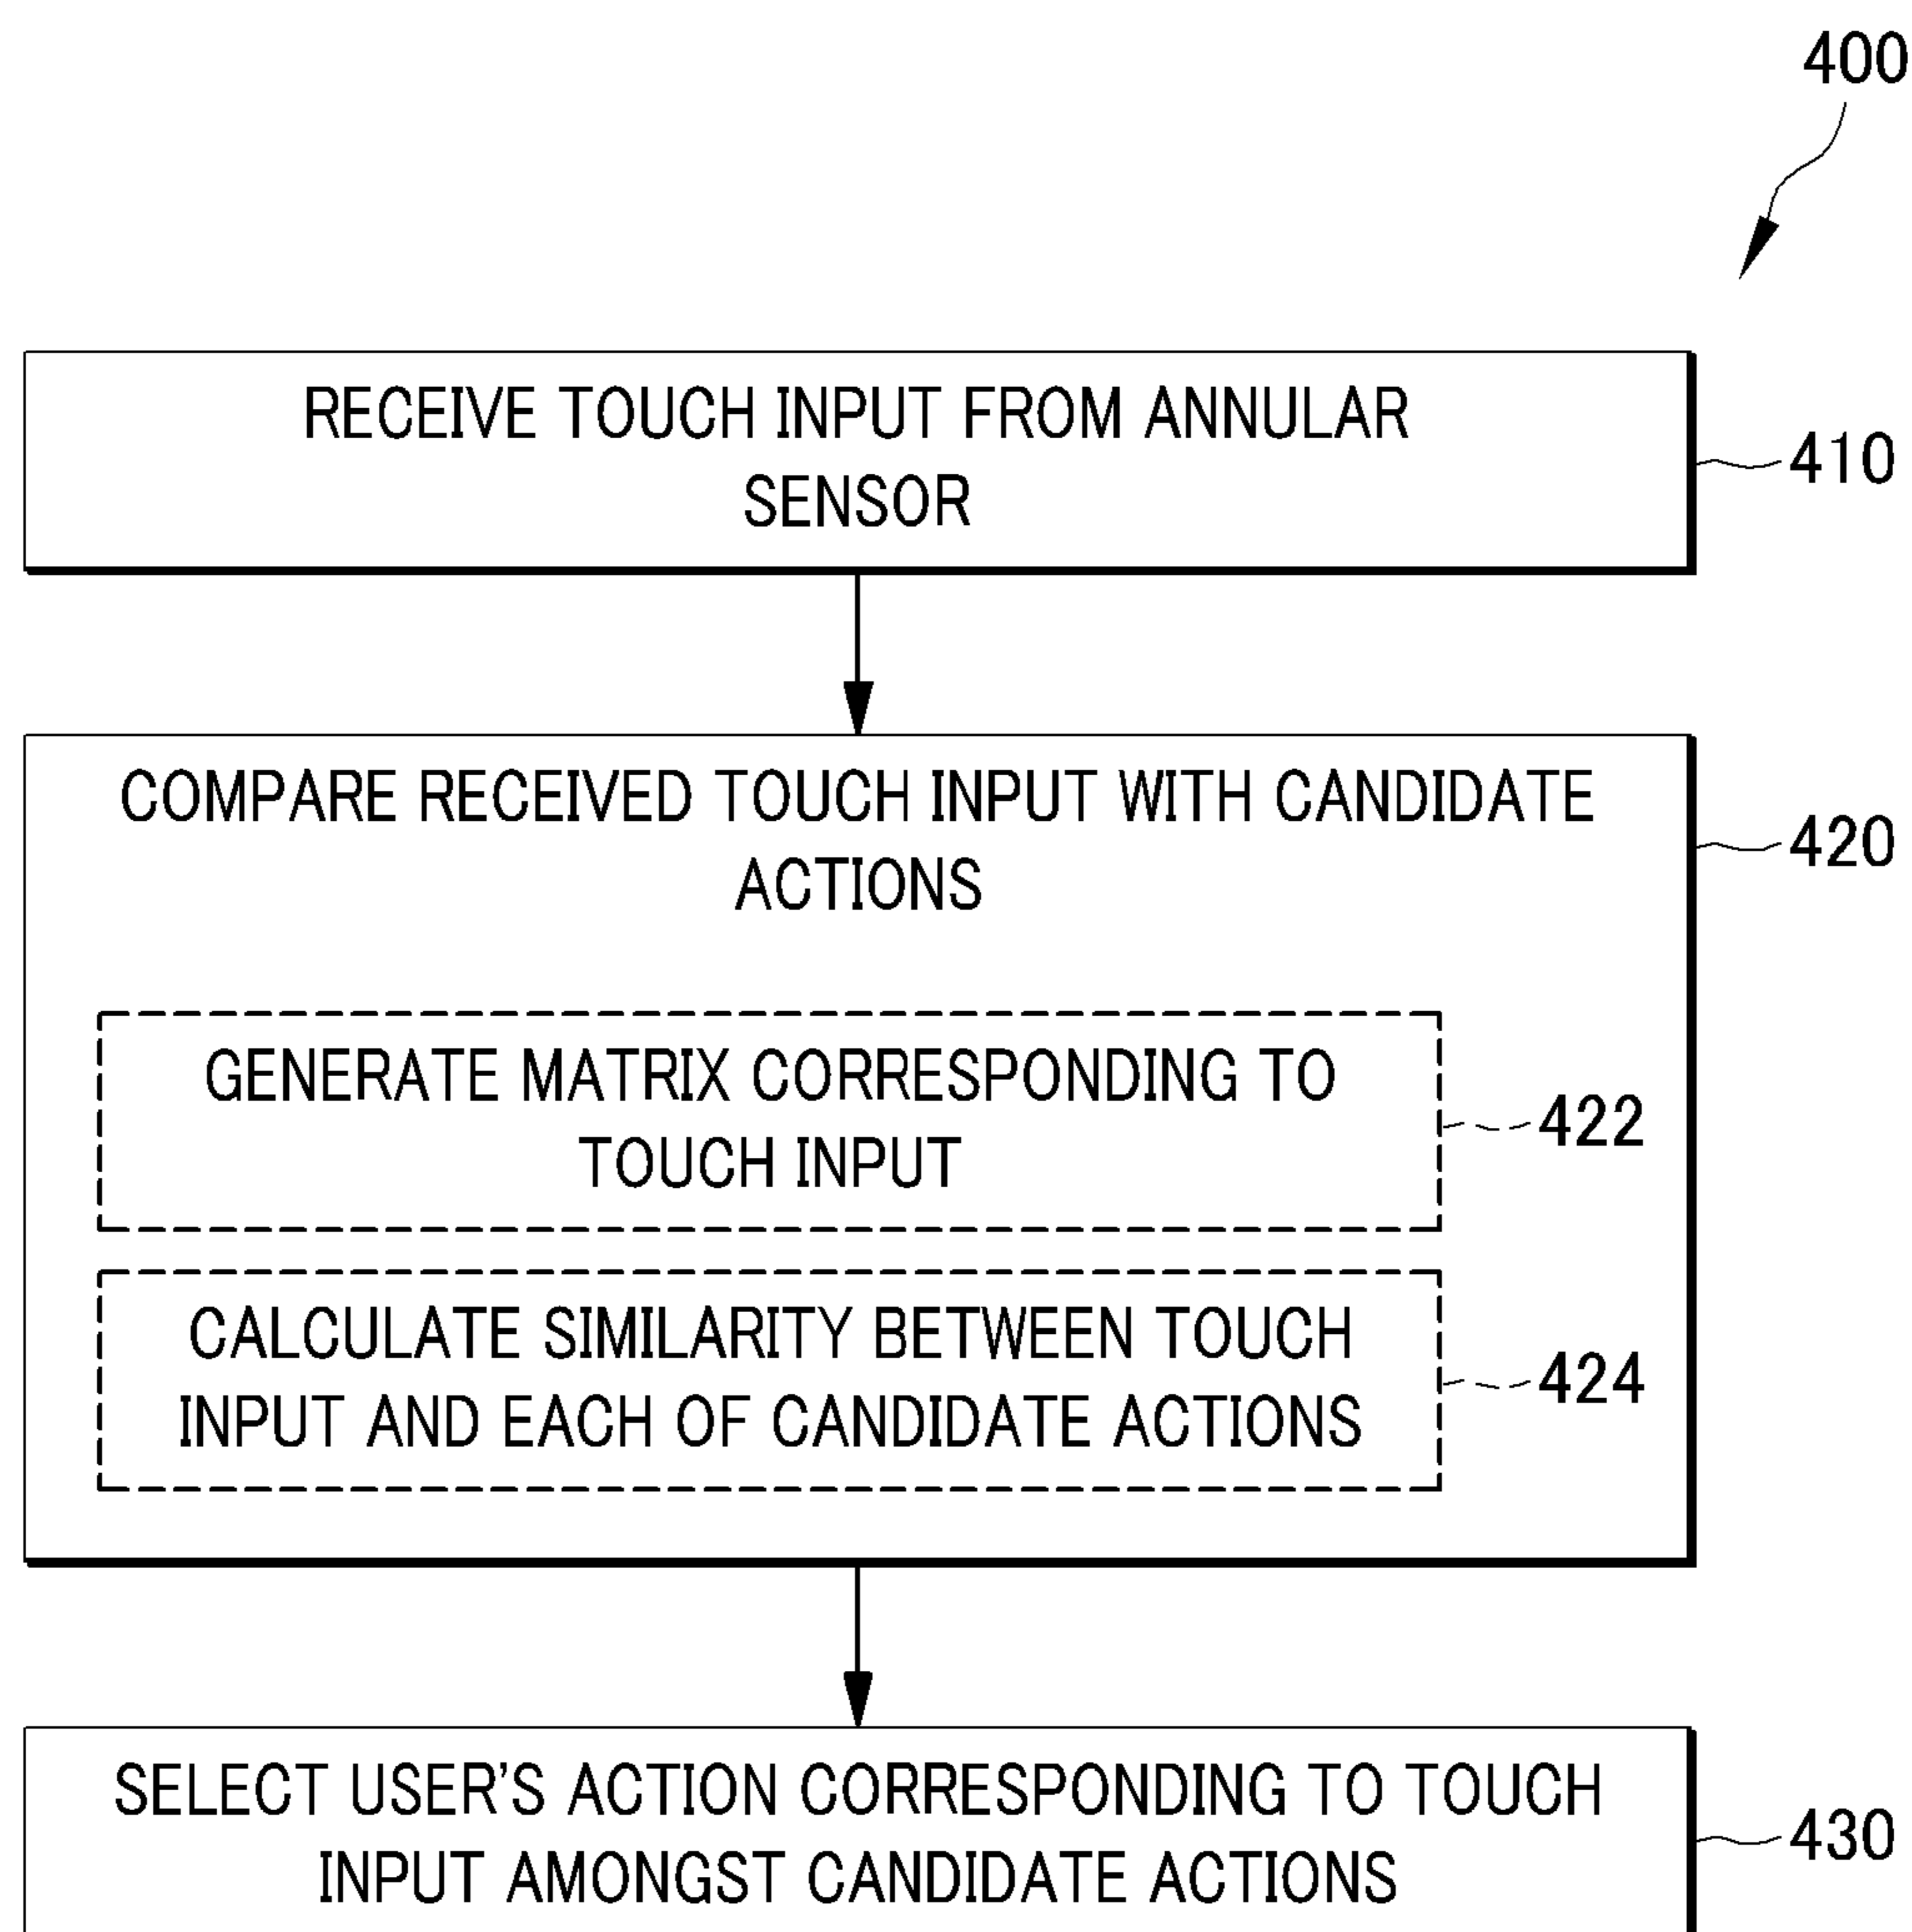 400
RECEIVE TOUCH INPUT FROM ANNULAR
SENSOR
410
COMPARE RECEIVED TOUCH INPUT WITH CANDIDATE
ACTIONS
420
GENERATE MATRIX CORRESPONDING TO
TOUCH INPUT
422
CALCULATE SIMILARITY BETWEEN TOUCH
INPUT AND EACH OF CANDIDATE ACTIONS
424
SELECT USER’S ACTION CORRESPONDING TO TOUCH
INPUT AMONGST CANDIDATE ACTIONS
430